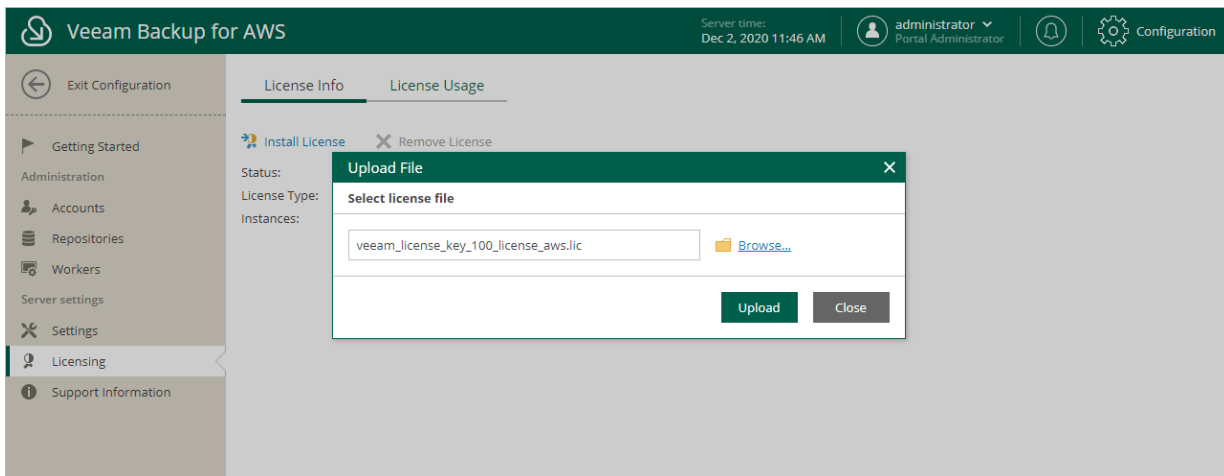 Veeam Backup for AWS
Server time:
Dec 2, 2020 11:46 AM
administrator
Portal Administrator
Configuration
Exit Configuration
License Info
License Usage
Getting Started
Install License
Remove License
Administration
Status:
Upload File
License Type:
Select license file
Accounts
Instances:
Repositories
veeam_license_key_100_license_aws.lic
Browse...
Workers
Server settings
Upload
Close
Settings
Licensing
Support Information